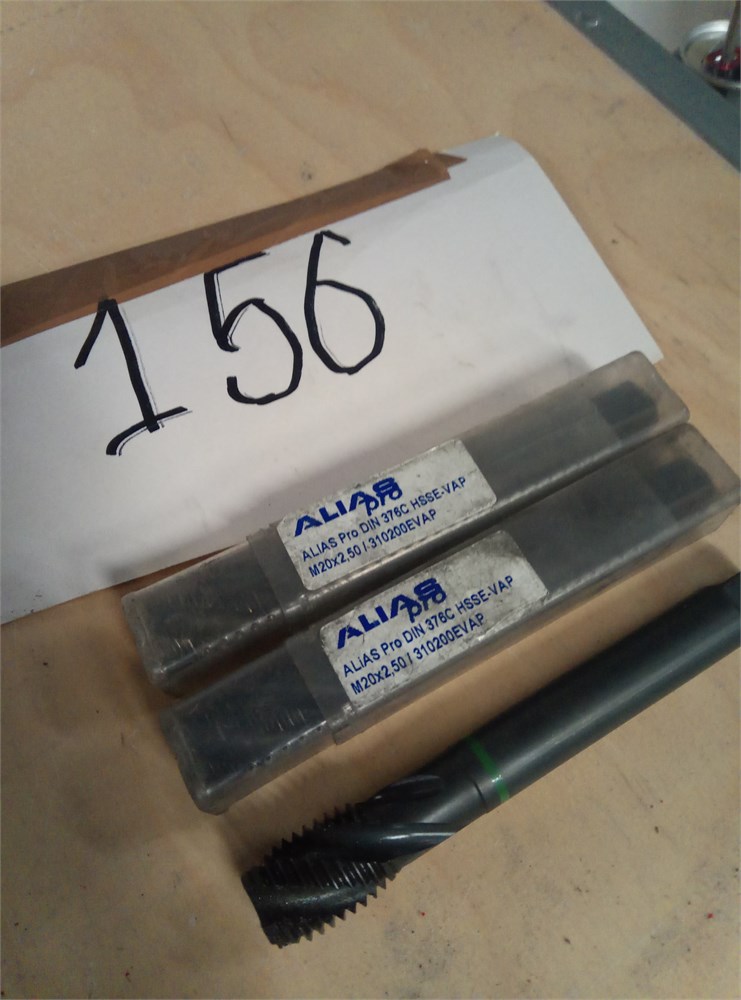 156
ALiAS
pro
ALiAS Pro DIN 376C HSSE-VAP
M20x2,50 / 310200EVAP
ALiAS
pro
ALiAS Pro DIN 376C HSSE-VAP
M20x2,50 / 310200EVAP